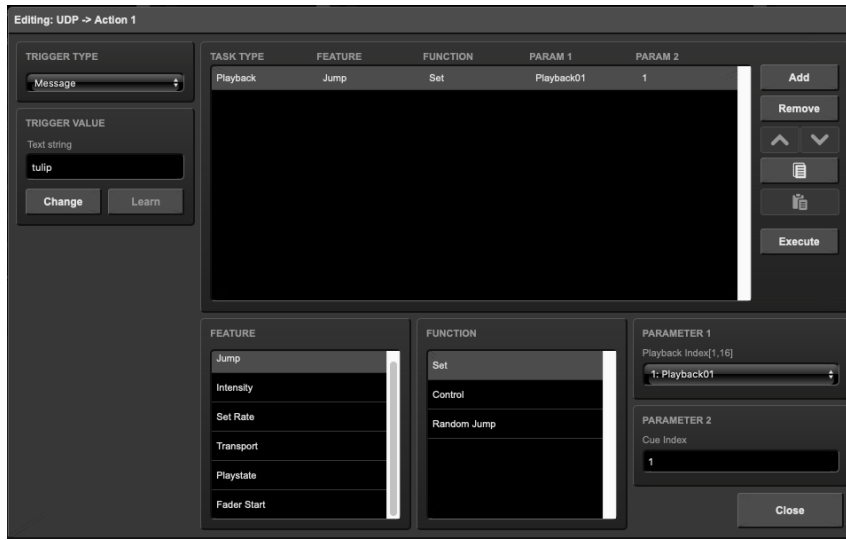 Editing: UDP -> Action 1
TRIGGER TYPE
Message
TRIGGER VALUE
Text string
tulip
Change Learn
TASK TYPE FEATURE FUNCTION PARAM 1 PARAM 2
Playback Jump Set Playback01 1
Add
Remove
Execute
FEATURE
Jump
Intensity
Set Rate
Transport
Playstate
Fader Start
FUNCTION
Set
Control
Random Jump
PARAMETER 1
Playback Index[1,16]
1: Playback01
PARAMETER 2
Cue Index
1
Close